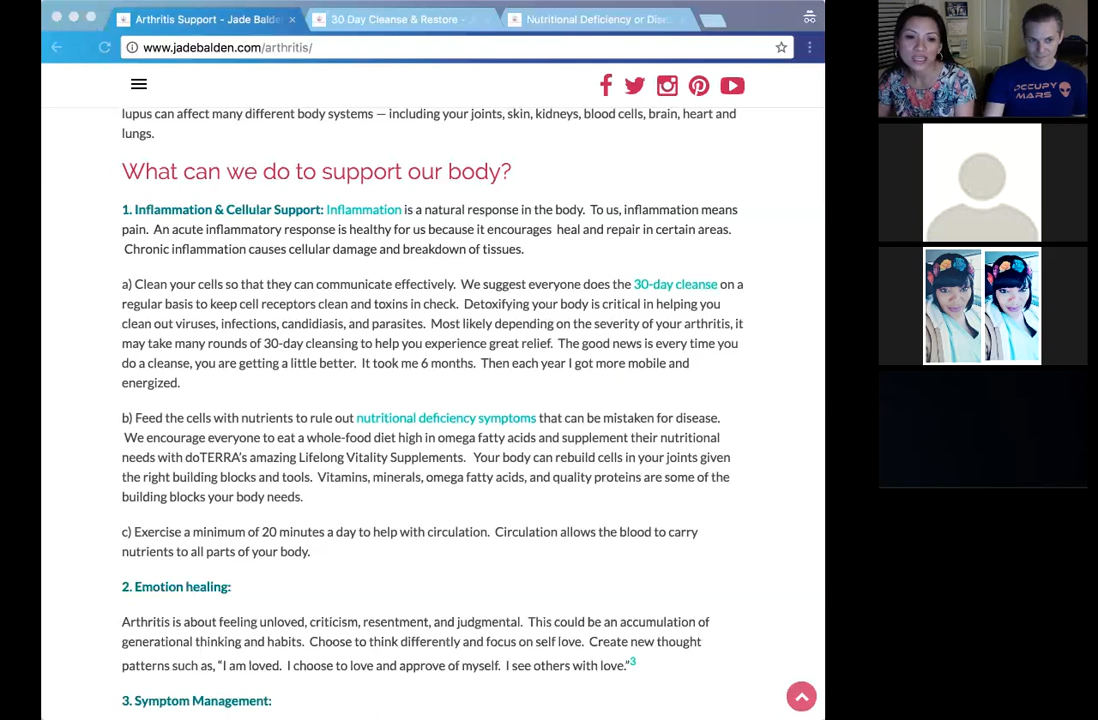 Arthritis Support - Jade Balde
30 Day Cleanse & Restore -
Nutritional Deficiency or Dise
www.jadebalden.com/arthritis/
OCCUPY
MARS
lupus can affect many different body systems — including your joints, skin, kidneys, blood cells, brain, heart and
lungs.
What can we do to support our body?
1. Inflammation & Cellular Support: Inflammation is a natural response in the body. To us, inflammation means
pain. An acute inflammatory response is healthy for us because it encourages heal and repair in certain areas.
Chronic inflammation causes cellular damage and breakdown of tissues.
a) Clean your cells so that they can communicate effectively. We suggest everyone does the 30-day cleanse on a
regular basis to keep cell receptors clean and toxins in check. Detoxifying your body is critical in helping you
clean out viruses, infections, candidiasis, and parasites. Most likely depending on the severity of your arthritis, it
may take many rounds of 30-day cleansing to help you experience great relief. The good news is every time you
do a cleanse, you are getting a little better. It took me 6 months. Then each year I got more mobile and
energized.
b) Feed the cells with nutrients to rule out nutritional deficiency symptoms that can be mistaken for disease.
We encourage everyone to eat a whole-food diet high in omega fatty acids and supplement their nutritional
needs with doTERRA's amazing Lifelong Vitality Supplements. Your body can rebuild cells in your joints given
the right building blocks and tools. Vitamins, minerals, omega fatty acids, and quality proteins are some of the
building blocks your body needs.
c) Exercise a minimum of 20 minutes a day to help with circulation. Circulation allows the blood to carry
nutrients to all parts of your body.
2. Emotion healing:
Arthritis is about feeling unloved, criticism, resentment, and judgmental. This could be an accumulation of
generational thinking and habits. Choose to think differently and focus on self love. Create new thought
patterns such as, "I am loved. I choose to love and approve of myself. I see others with love."3
3. Symptom Management: